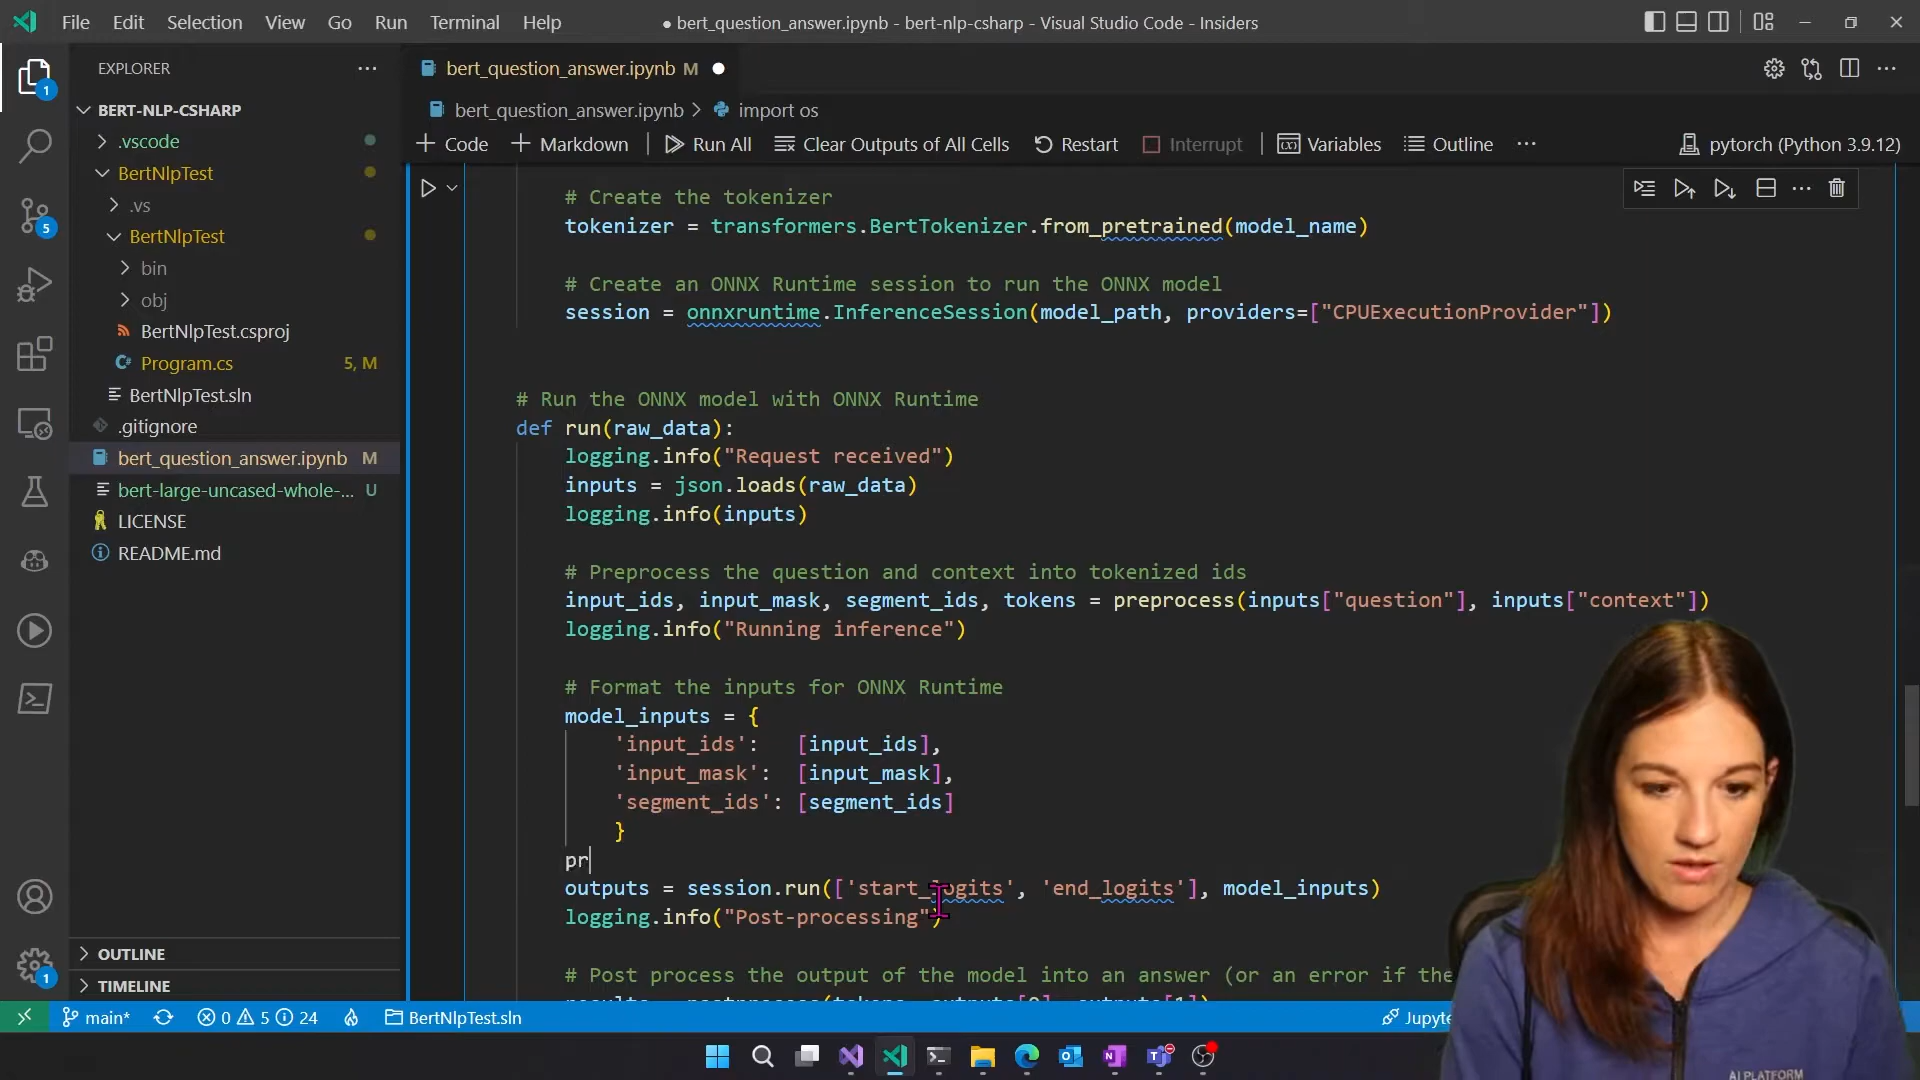 File Edit Selection View Go Run Terminal Help
● bert_question_answer.ipynb - bert-nlp-csharp - Visual Studio Code - Insiders
EXPLORER
BERT-NLP-CSHARP
.vscode
BertNlpTest
.vs
BertNlpTest
bin
obj
BertNlpTest.csproj
Program.cs 5, M
BertNlpTest.sln
.gitignore
bert_question_answer.ipynb M
bert-large-uncased-whole-... U
LICENSE
README.md
OUTLINE
TIMELINE
1
5
1
bert_question_answer.ipynb M
bert_question_answer.ipynb > import os
+ Code + Markdown Run All Clear Outputs of All Cells Restart Interrupt Variables Outline ... pytorch (Python 3.9.12)
# Create the tokenizer
tokenizer = transformers.BertTokenizer.from_pretrained(model_name)
# Create an ONNX Runtime session to run the ONNX model
session = onnxruntime.InferenceSession(model_path, providers=["CPUExecutionProvider"])
# Run the ONNX model with ONNX Runtime
def run(raw_data):
logging.info("Request received")
inputs = json.loads(raw_data)
logging.info(inputs)
# Preprocess the question and context into tokenized ids
input_ids, input_mask, segment_ids, tokens = preprocess(inputs["question"], inputs["context"])
logging.info("Running inference")
# Format the inputs for ONNX Runtime
model_inputs = {
'input_ids': [input_ids],
'input_mask': [input_mask],
'segment_ids': [segment_ids]
}
pr
outputs = session.run(['start_logits', 'end_logits'], model_inputs)
logging.info("Post-processing")
# Post process the output of the model into an answer (or an error if the
main* 0 5 24 BertNlpTest.sln Jupyte
AI PLATFORM